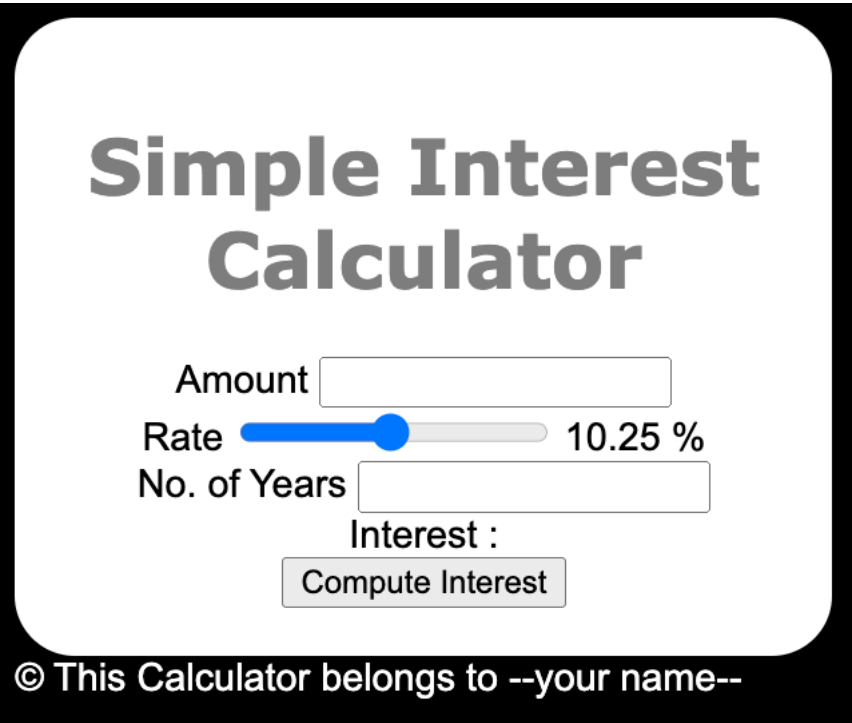 Simple Interest
Calculator
Amount
Rate 10.25 %
No. of Years
Interest :
Compute Interest
© This Calculator belongs to --your name--